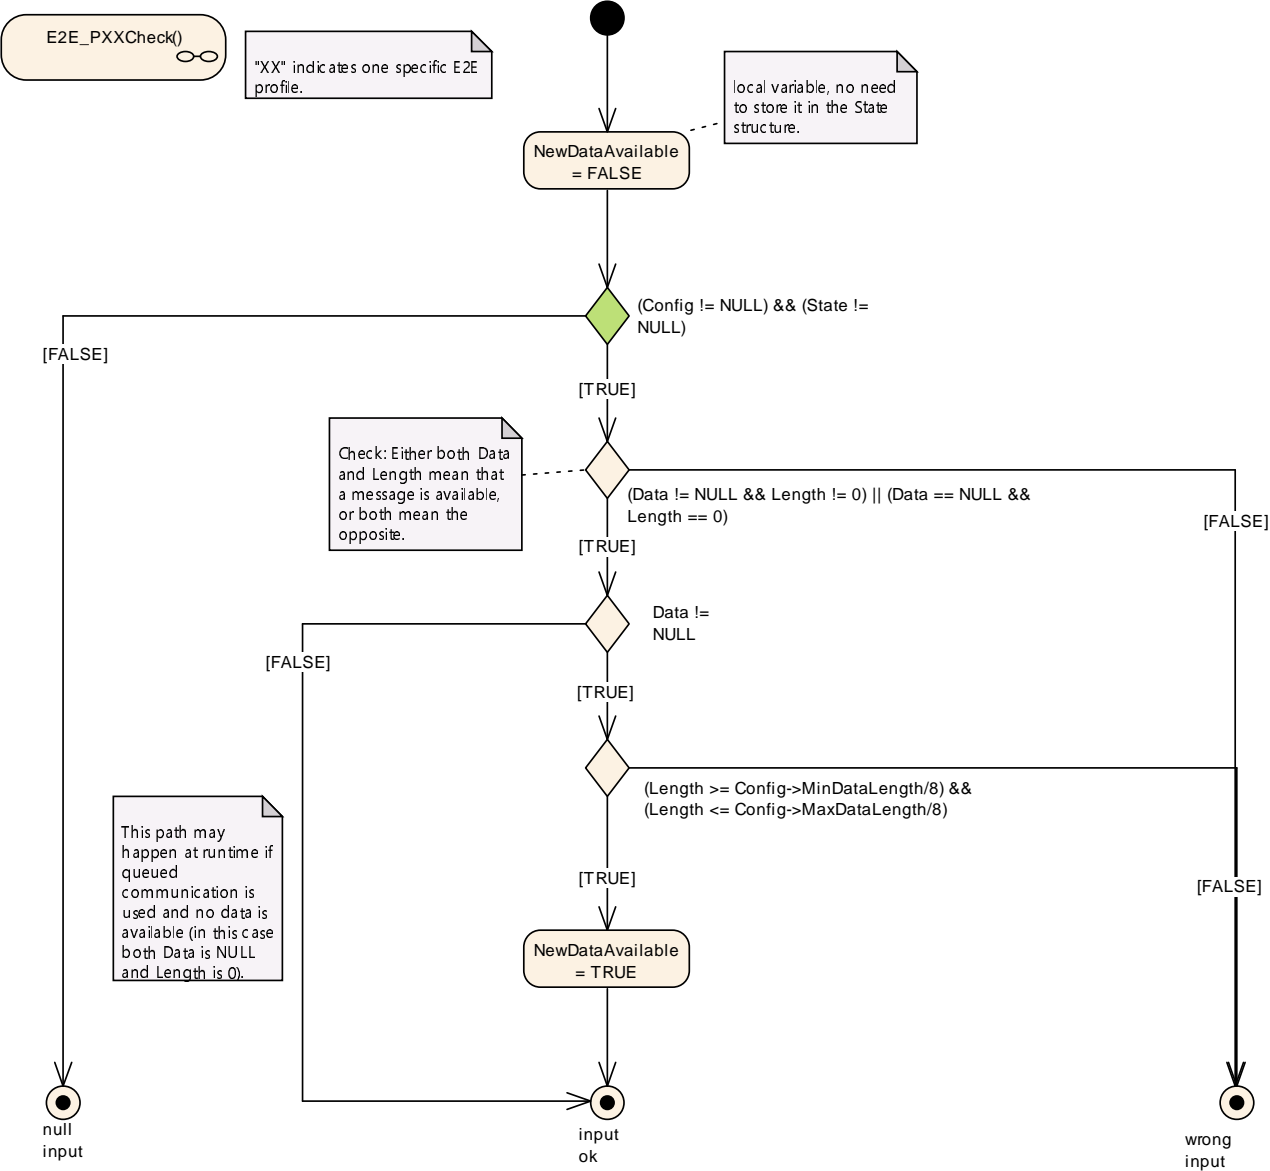 E2E_PXXCheck()
"XX" indicates one specific E2E
profile.
local variable, no need
to store it in the State
structure.
NewDataAvailable
= FALSE
(Config != NULL) && (State !=
NULL)
[FALSE]
[TRUE]
Check: Either both Data
and Length mean that
a message is available,
or both mean the
opposite.
(Data != NULL && Length != 0) || (Data == NULL &&
Length == 0)
[FALSE]
[TRUE]
Data !=
NULL
[FALSE]
[TRUE]
(Length >= Config->MinDataLength/8) &&
(Length <= Config->MaxDataLength/8)
This path may
happen at runtime if
queued
communication is
used and no data is
available (in this case
both Data is NULL
and Length is 0).
[TRUE]
[FALSE]
NewDataAvailable
= TRUE
null
input
input
ok
wrong
input